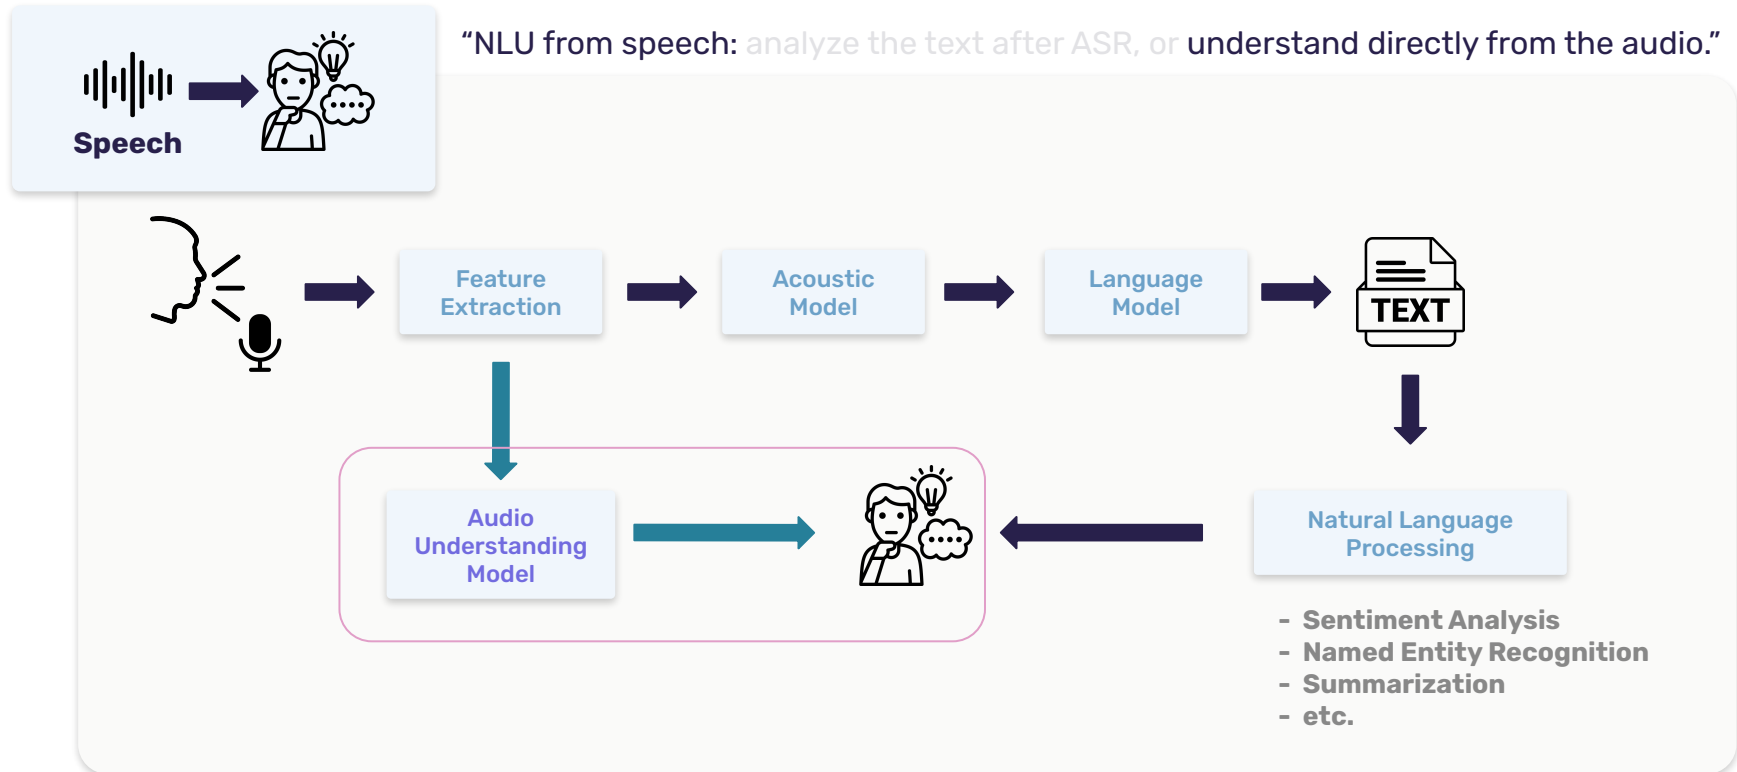 “NLU from speech: analyze the text after ASR, or understand directly from the audio.”
Speech
Feature
Extraction
Acoustic
Model
Language
Model
TEXT
Audio
Understanding
Model
Natural Language
Processing
- Sentiment Analysis
- Named Entity Recognition
- Summarization
- etc.